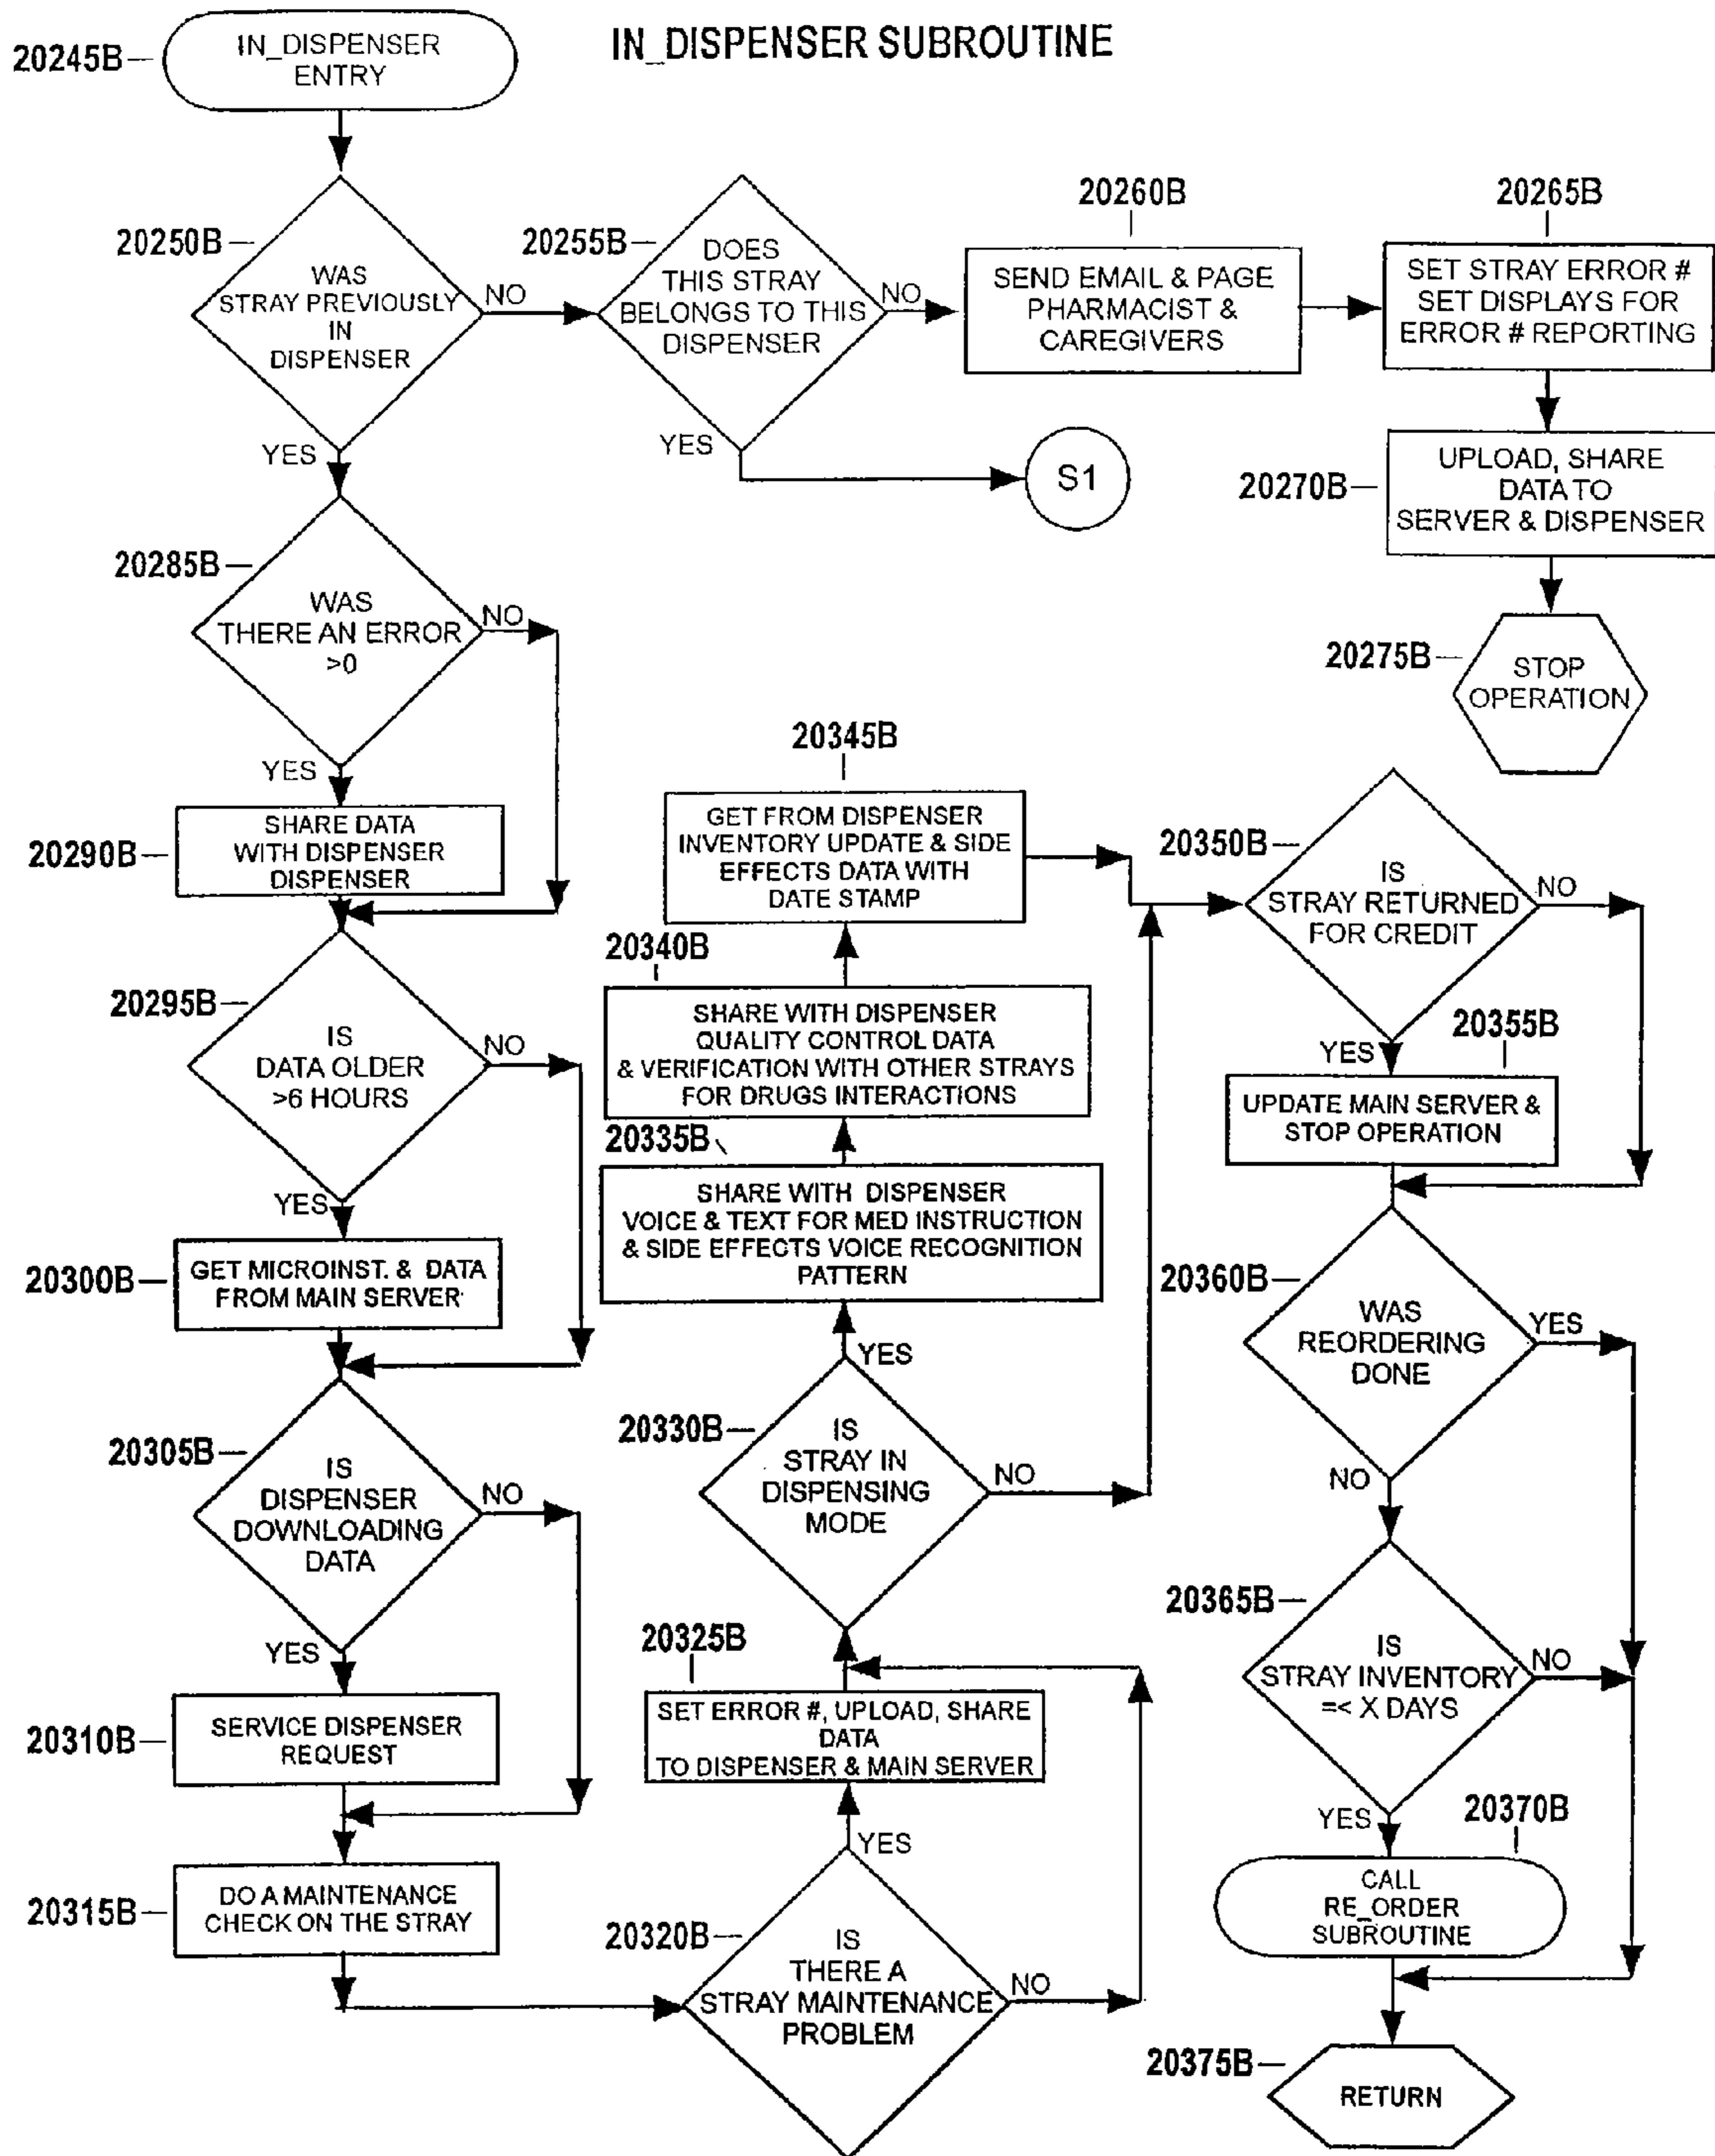 IN_DISPENSER SUBROUTINE
20245B
IN_DISPENSER
ENTRY
20250B
WAS
STRAY PREVIOUSLY
IN
DISPENSER
NO
YES
20255B
DOES
THIS STRAY
BELONGS TO THIS
DISPENSER
NO
YES
S1
20260B
SEND EMAIL & PAGE
PHARMACIST &
CAREGIVERS
20265B
SET STRAY ERROR #
SET DISPLAYS FOR
ERROR # REPORTING
20270B
UPLOAD, SHARE
DATA TO
SERVER & DISPENSER
20275B
STOP
OPERATION
20285B
WAS
THERE AN ERROR
>0
NO
YES
20290B
SHARE DATA
WITH DISPENSER
DISPENSER
20295B
IS
DATA OLDER
>6 HOURS
NO
YES
20300B
GET MICROINST. & DATA
FROM MAIN SERVER
20305B
IS
DISPENSER
DOWNLOADING
DATA
NO
YES
20310B
SERVICE DISPENSER
REQUEST
20315B
DO A MAINTENANCE
CHECK ON THE STRAY
20320B
IS
THERE A
STRAY MAINTENANCE
PROBLEM
NO
YES
20325B
SET ERROR #, UPLOAD, SHARE
DATA
TO DISPENSER & MAIN SERVER
20330B
IS
STRAY IN
DISPENSING
MODE
NO
YES
20335B
SHARE WITH DISPENSER
VOICE & TEXT FOR MED INSTRUCTION
& SIDE EFFECTS VOICE RECOGNITION
PATTERN
20340B
SHARE WITH DISPENSER
QUALITY CONTROL DATA
& VERIFICATION WITH OTHER STRAYS
FOR DRUGS INTERACTIONS
20345B
GET FROM DISPENSER
INVENTORY UPDATE & SIDE
EFFECTS DATA WITH
DATE STAMP
20350B
IS
STRAY RETURNED
FOR CREDIT
NO
YES
20355B
UPDATE MAIN SERVER &
STOP OPERATION
20360B
WAS
REORDERING
DONE
YES
NO
20365B
IS
STRAY INVENTORY
=< X DAYS
NO
YES
20370B
CALL
RE_ORDER
SUBROUTINE
20375B
RETURN